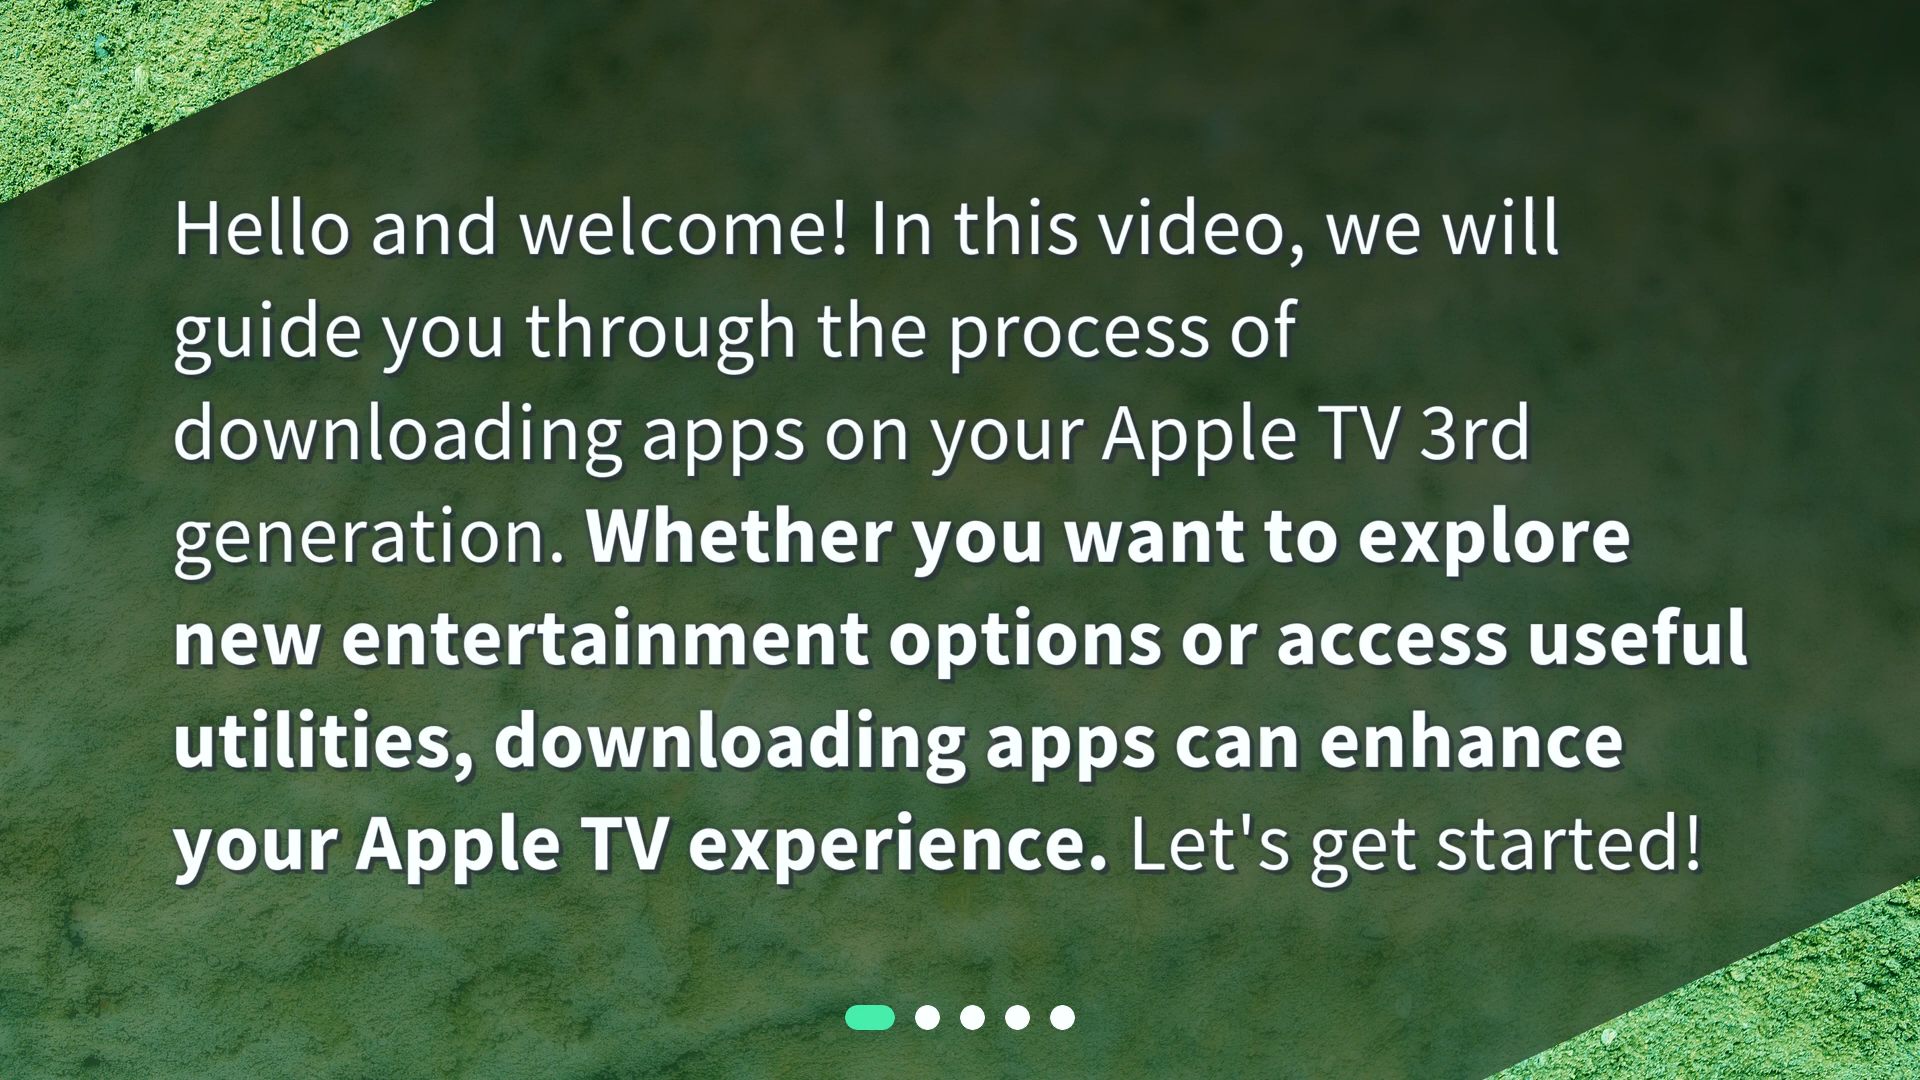 Hello and welcome! In this video, we will
guide you through the process of
downloading apps on your Apple TV 3rd
generation. Whether you want to explore
new entertainment options or access useful
utilities, downloading apps can enhance
your Apple TV experience. Let's get started!